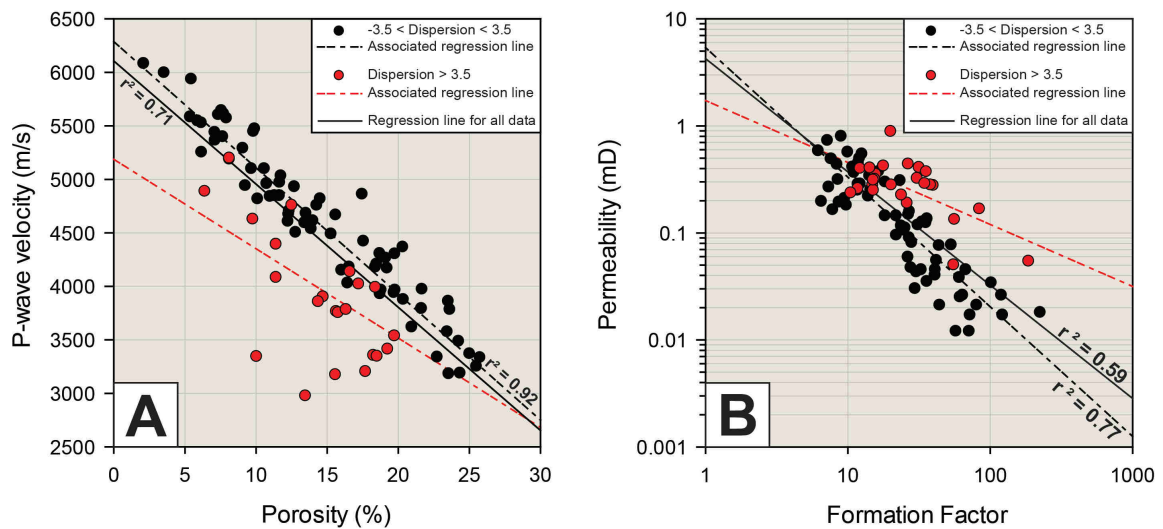 6500
6000
5500
5000
4500
4000
3500
3000
2500
P-wave velocity (m/s)
0
5
10
15
20
25
30
Porosity (%)
-3.5 < Dispersion < 3.5
Associated regression line
Dispersion > 3.5
Associated regression line
Regression line for all data
r² = 0.71
r² = 0.92
A
10
1
0.1
0.01
0.001
Permeability (mD)
1
10
100
1000
Formation Factor
-3.5 < Dispersion < 3.5
Associated regression line
Dispersion > 3.5
Associated regression line
Regression line for all data
r² = 0.59
r² = 0.77
B